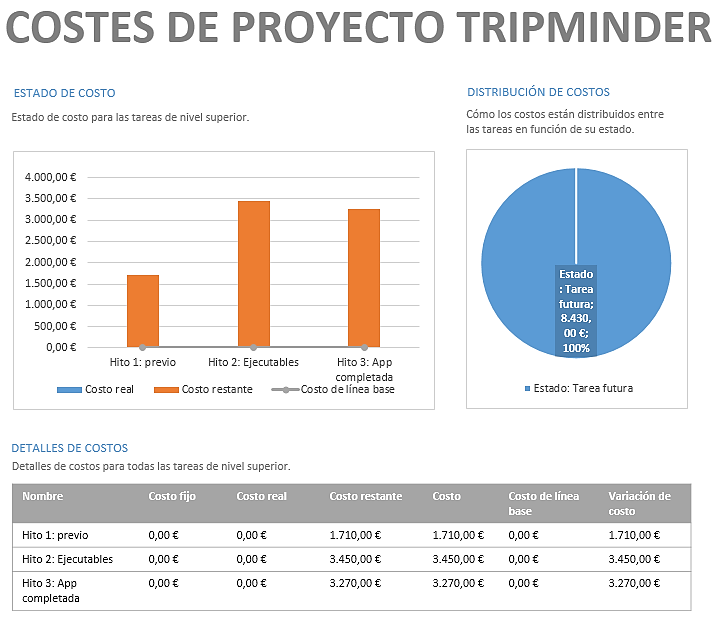 COSTES DE PROYECTO TRIPMINDER
ESTADO DE COSTO
Estado de costo para las tareas de nivel superior.
4.000,00 €
3.500,00 €
3.000,00 €
2.500,00 €
2.000,00 €
1.500,00 €
1.000,00 €
500,00 €
0,00 €
Hito 1: previo
Hito 2: Ejecutables
Hito 3: App
completada
Costo real
Costo restante
Costo de línea base
DISTRIBUCIÓN DE COSTOS
Cómo los costos están distribuidos entre
las tareas en función de su estado.
Estado
: Tarea
futura;
8.430,
00 €;
100%
Estado: Tarea futura
DETALLES DE COSTOS
Detalles de costos para todas las tareas de nivel superior.
Nombre Costo fijo Costo real Costo restante Costo Costo de línea base Variación de costo
Hito 1: previo 0,00 € 0,00 € 1.710,00 € 1.710,00 € 0,00 € 1.710,00 €
Hito 2: Ejecutables 0,00 € 0,00 € 3.450,00 € 3.450,00 € 0,00 € 3.450,00 €
Hito 3: App completada 0,00 € 0,00 € 3.270,00 € 3.270,00 € 0,00 € 3.270,00 €